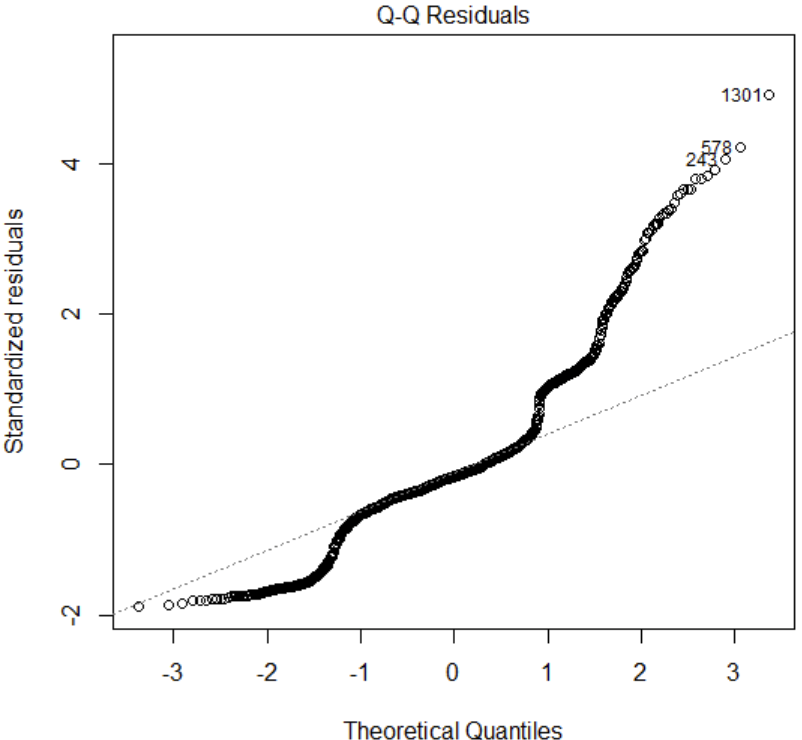 Q-Q Residuals
1301
578
243
4
2
0
-2
Standardized residuals
-3 -2 -1 0 1 2 3
Theoretical Quantiles